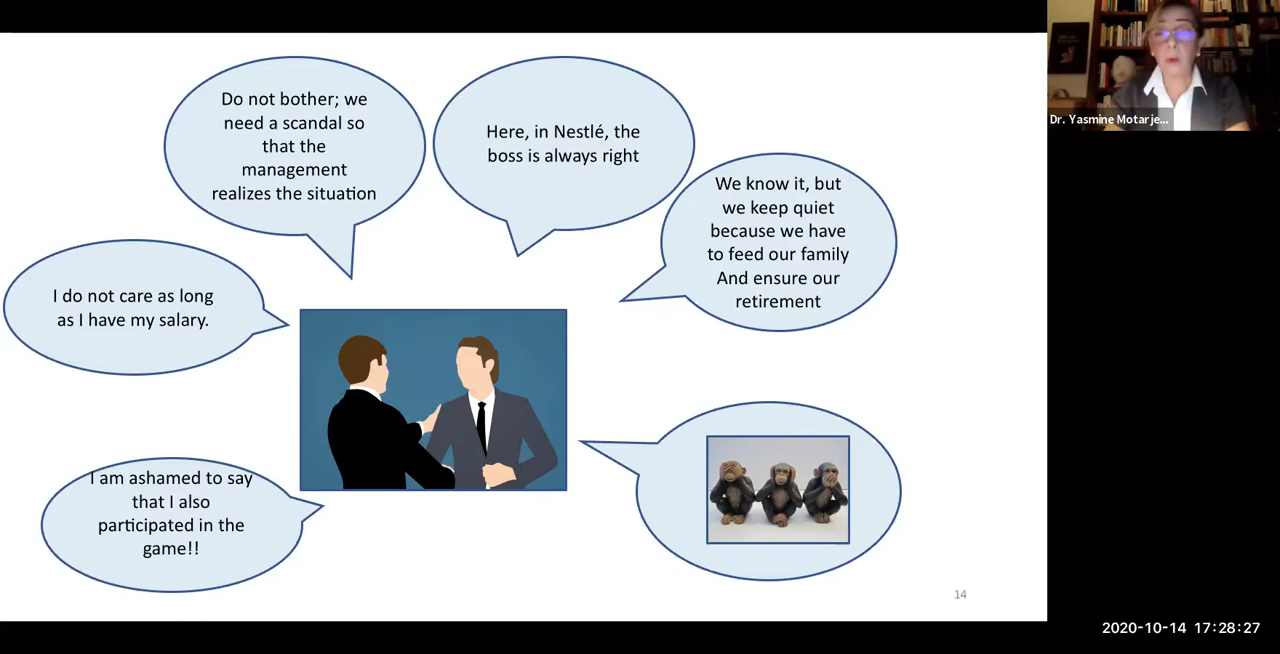 Do not bother; we
need a scandal so
that the
management
realizes the situation
Here, in Nestlé, the
boss is always right
We know it, but
we keep quiet
because we have
to feed our family
And ensure our
retirement
I do not care as long
as I have my salary.
I am ashamed to say
that I also
participated in the
game!!
14
Dr. Yasmine Motarje...
2020-10-14 17:28:27